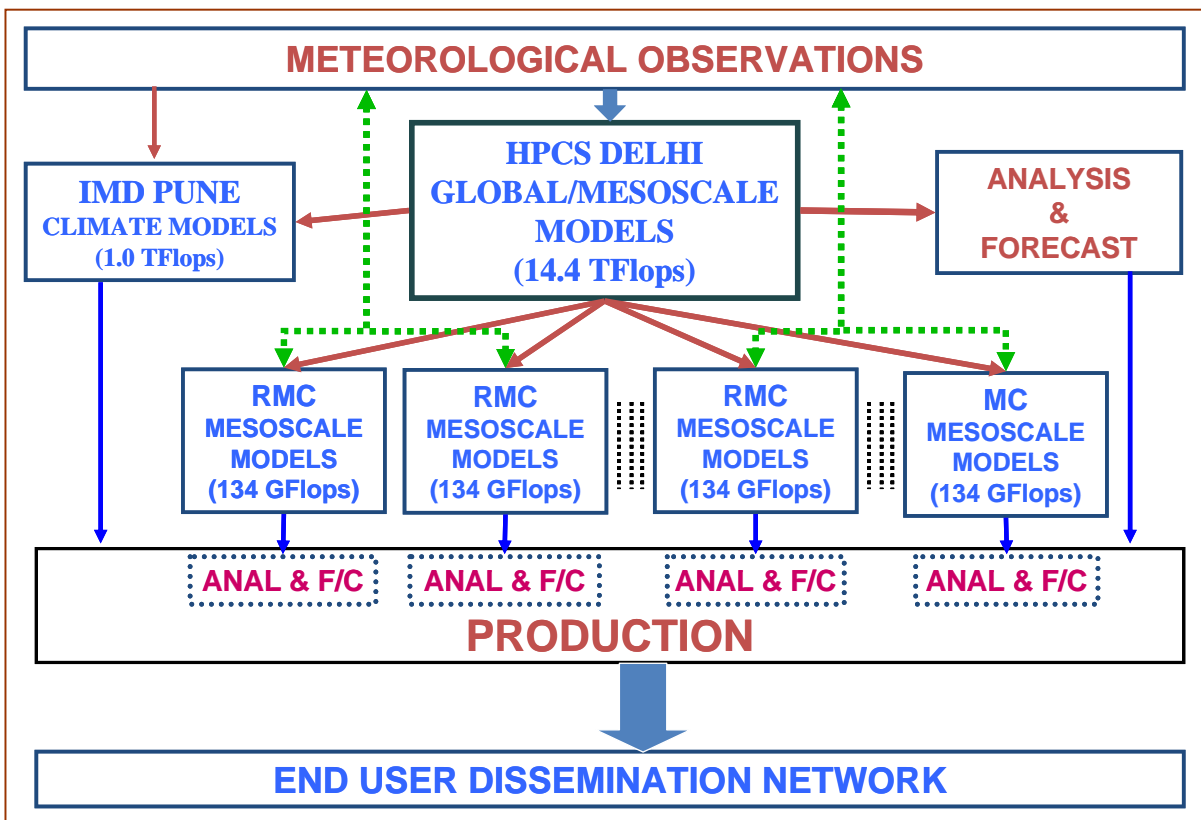 METEOROLOGICAL OBSERVATIONS
HPCS DELHI
GLOBAL/MESOSCALE
MODELS
(14.4 TFlops)
IMD PUNE
CLIMATE MODELS
(1.0 TFlops)
ANALYSIS
&
FORECAST
RMC
MESOSCALE
MODELS
(134 GFlops)
RMC
MESOSCALE
MODELS
(134 GFlops)
RMC
MESOSCALE
MODELS
(134 GFlops)
MC
MESOSCALE
MODELS
(134 GFlops)
ANAL & F/C
ANAL & F/C
ANAL & F/C
ANAL & F/C
PRODUCTION
END USER DISSEMINATION NETWORK